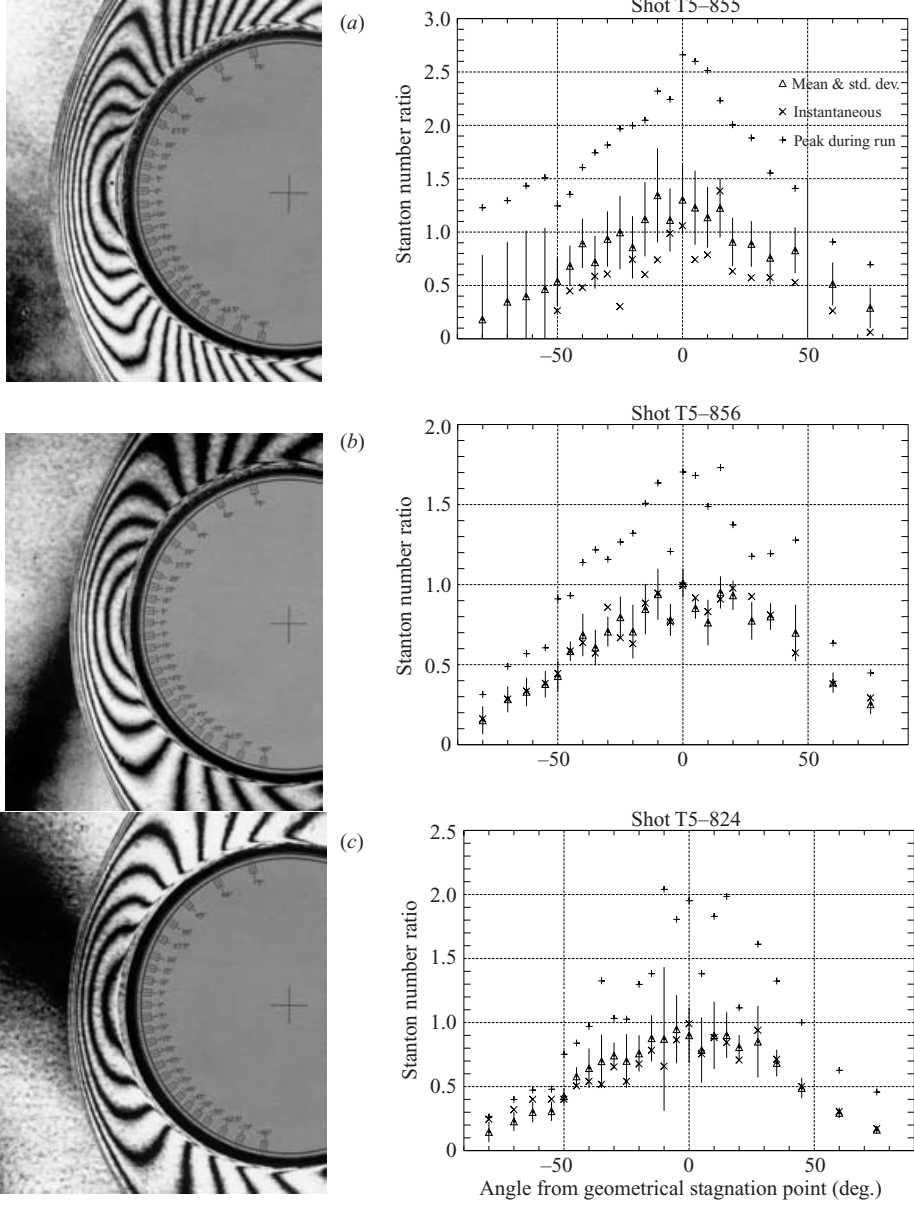 (a)
Shot T5–855
3.0
2.5
2.0
1.5
1.0
0.5
0
Stanton number ratio
Mean & std. dev.
Instantaneous
Peak during run
–50
0
50
(b)
Shot T5–856
2.0
1.5
1.0
0.5
0
Stanton number ratio
–50
0
50
(c)
Shot T5–824
2.5
2.0
1.5
1.0
0.5
0
Stanton number ratio
–50
0
50
Angle from geometrical stagnation point (deg.)